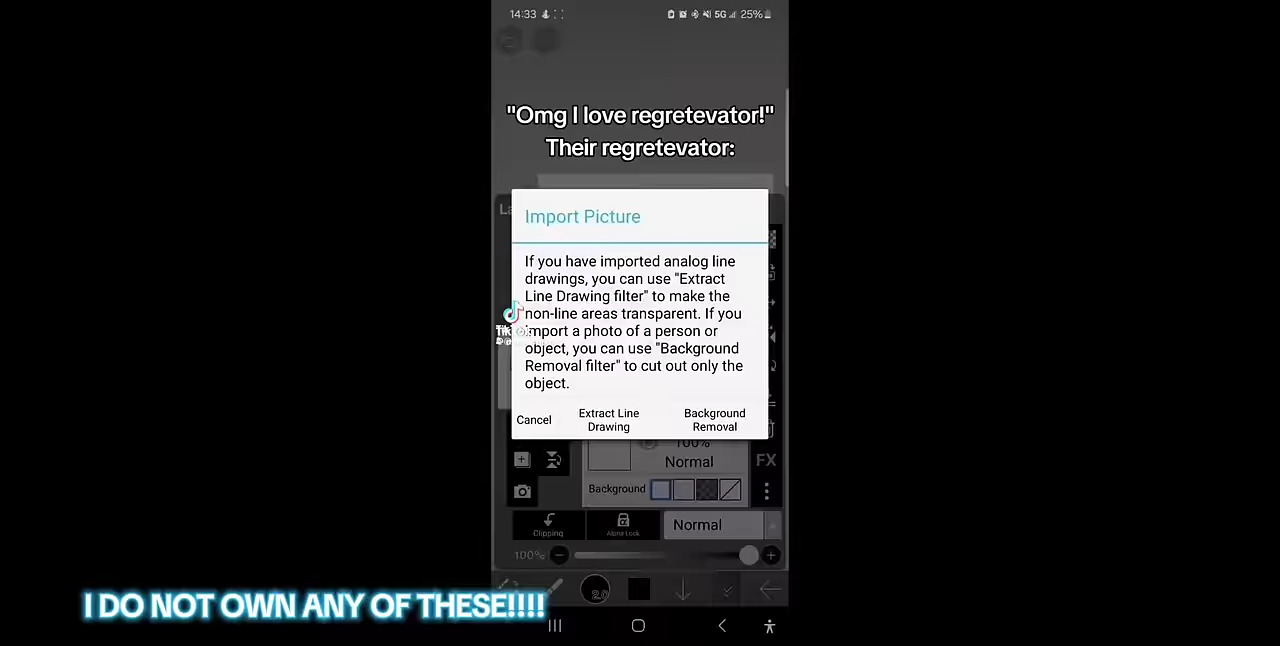 14:33
5G
25%
"Omg I love regretevator!"
Their regretevator:
Import Picture
If you have imported analog line
drawings, you can use "Extract
Line Drawing filter" to make the
non-line areas transparent. If you
import a photo of a person or
object, you can use "Background
Removal filter" to cut out only the
object.
Cancel
Extract Line
Drawing
Background
Removal
100%
Normal
FX
Background
Clipping
Alpha Lock
Normal
100%
2.0
I DO NOT OWN ANY OF THESE!!!!